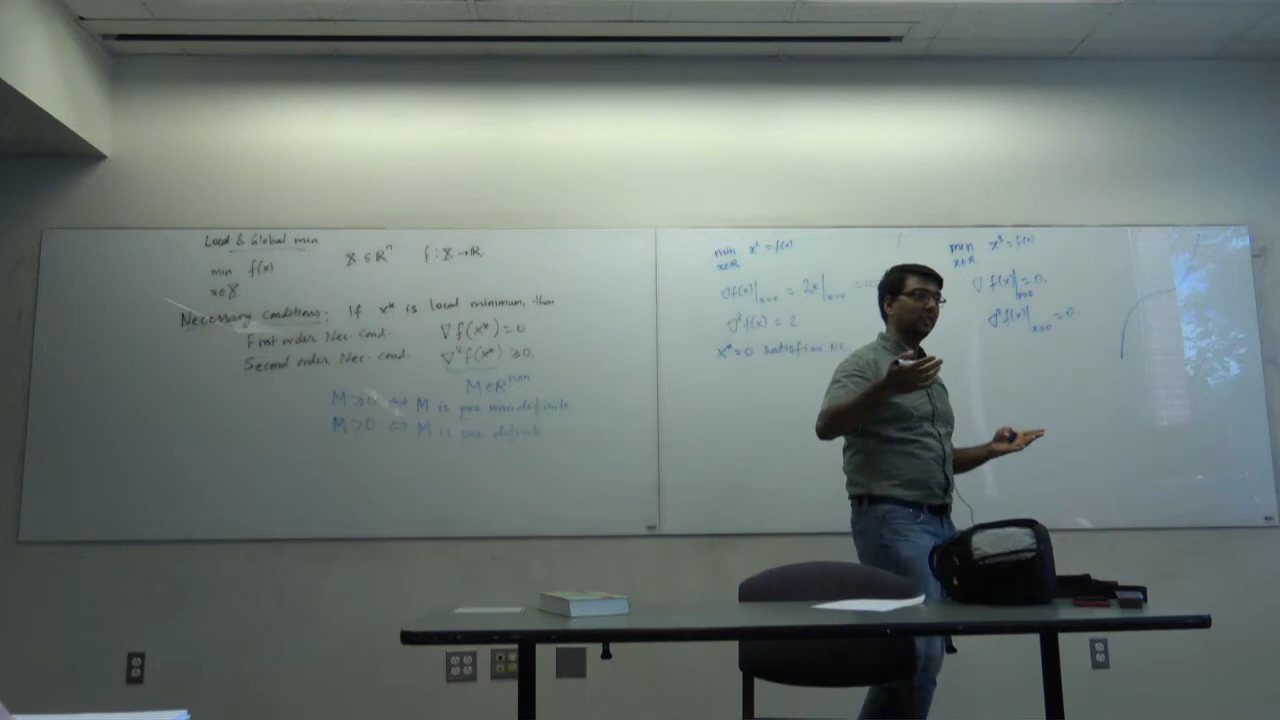 Local & Global min
min f(x) X ⊆ ℝⁿ f : X → ℝ.
x∈X
Necessary conditions: If x* is local minimum, then
First order Nec. cond. ∇f(x*) = 0
Second order Nec. cond. ∇²f(x*) ≥ 0.
M ∈ ℝⁿˣⁿ
M ≥ 0 ⇔ M is pos semidefinite
M > 0 ⇔ M is pos definite
min x² = f(x)
x∈ℝ
∇f(x)|x=0 = 2x|x=0 = 0
∇²f(x) = 2
x* = 0 satisfies
min x³ = f(x)
x∈ℝ
∇f(x)|x=0 = 0.
∇²f(x)|x=0 = 0.